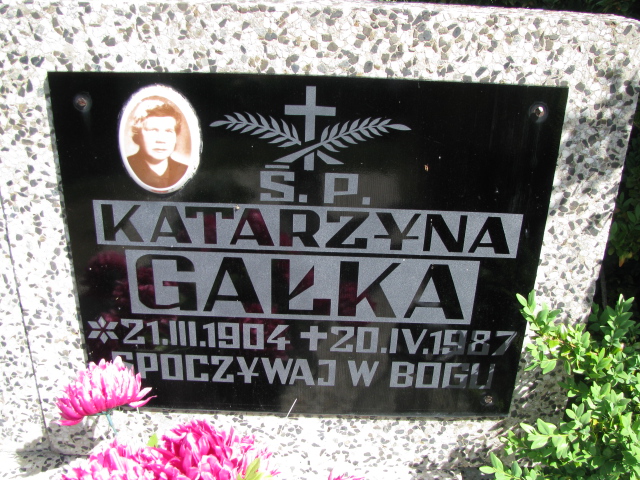 Ś. P.
KATARZYNA
GAŁKA
* 21.III.1904 + 20.IV.1987
SPOCZYWAJ W BOGU